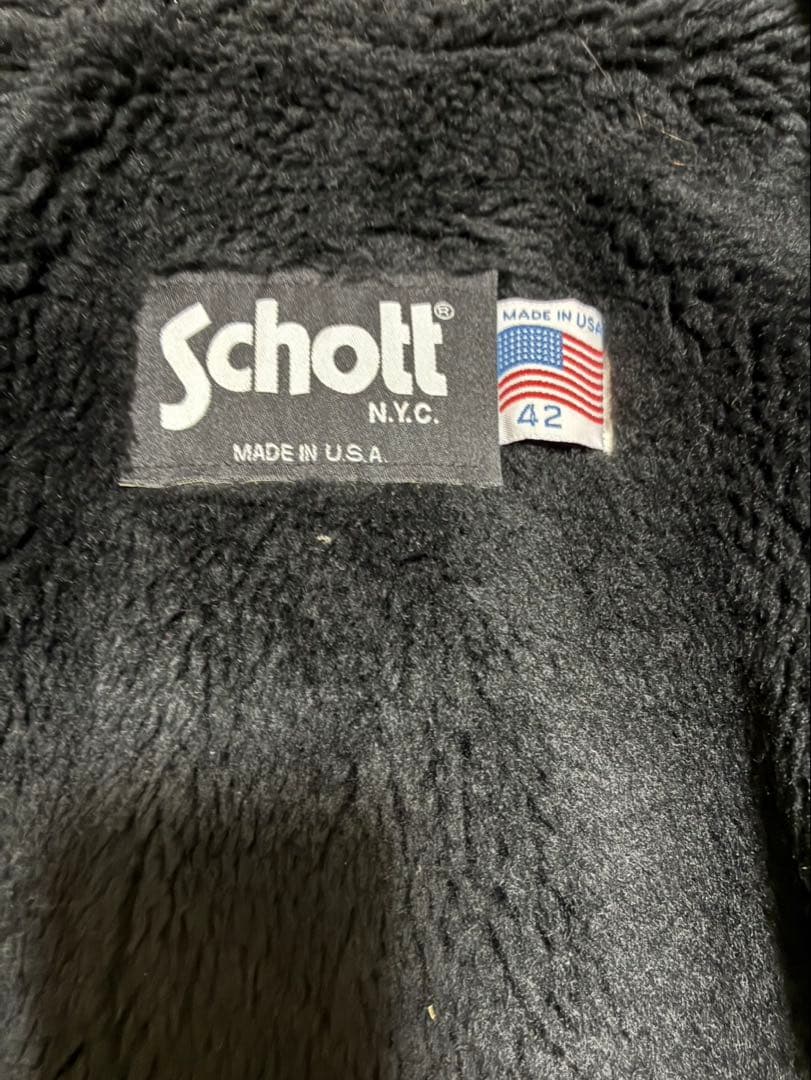 Schott®
N.Y.C.
MADE IN U.S.A.
MADE IN USA
42